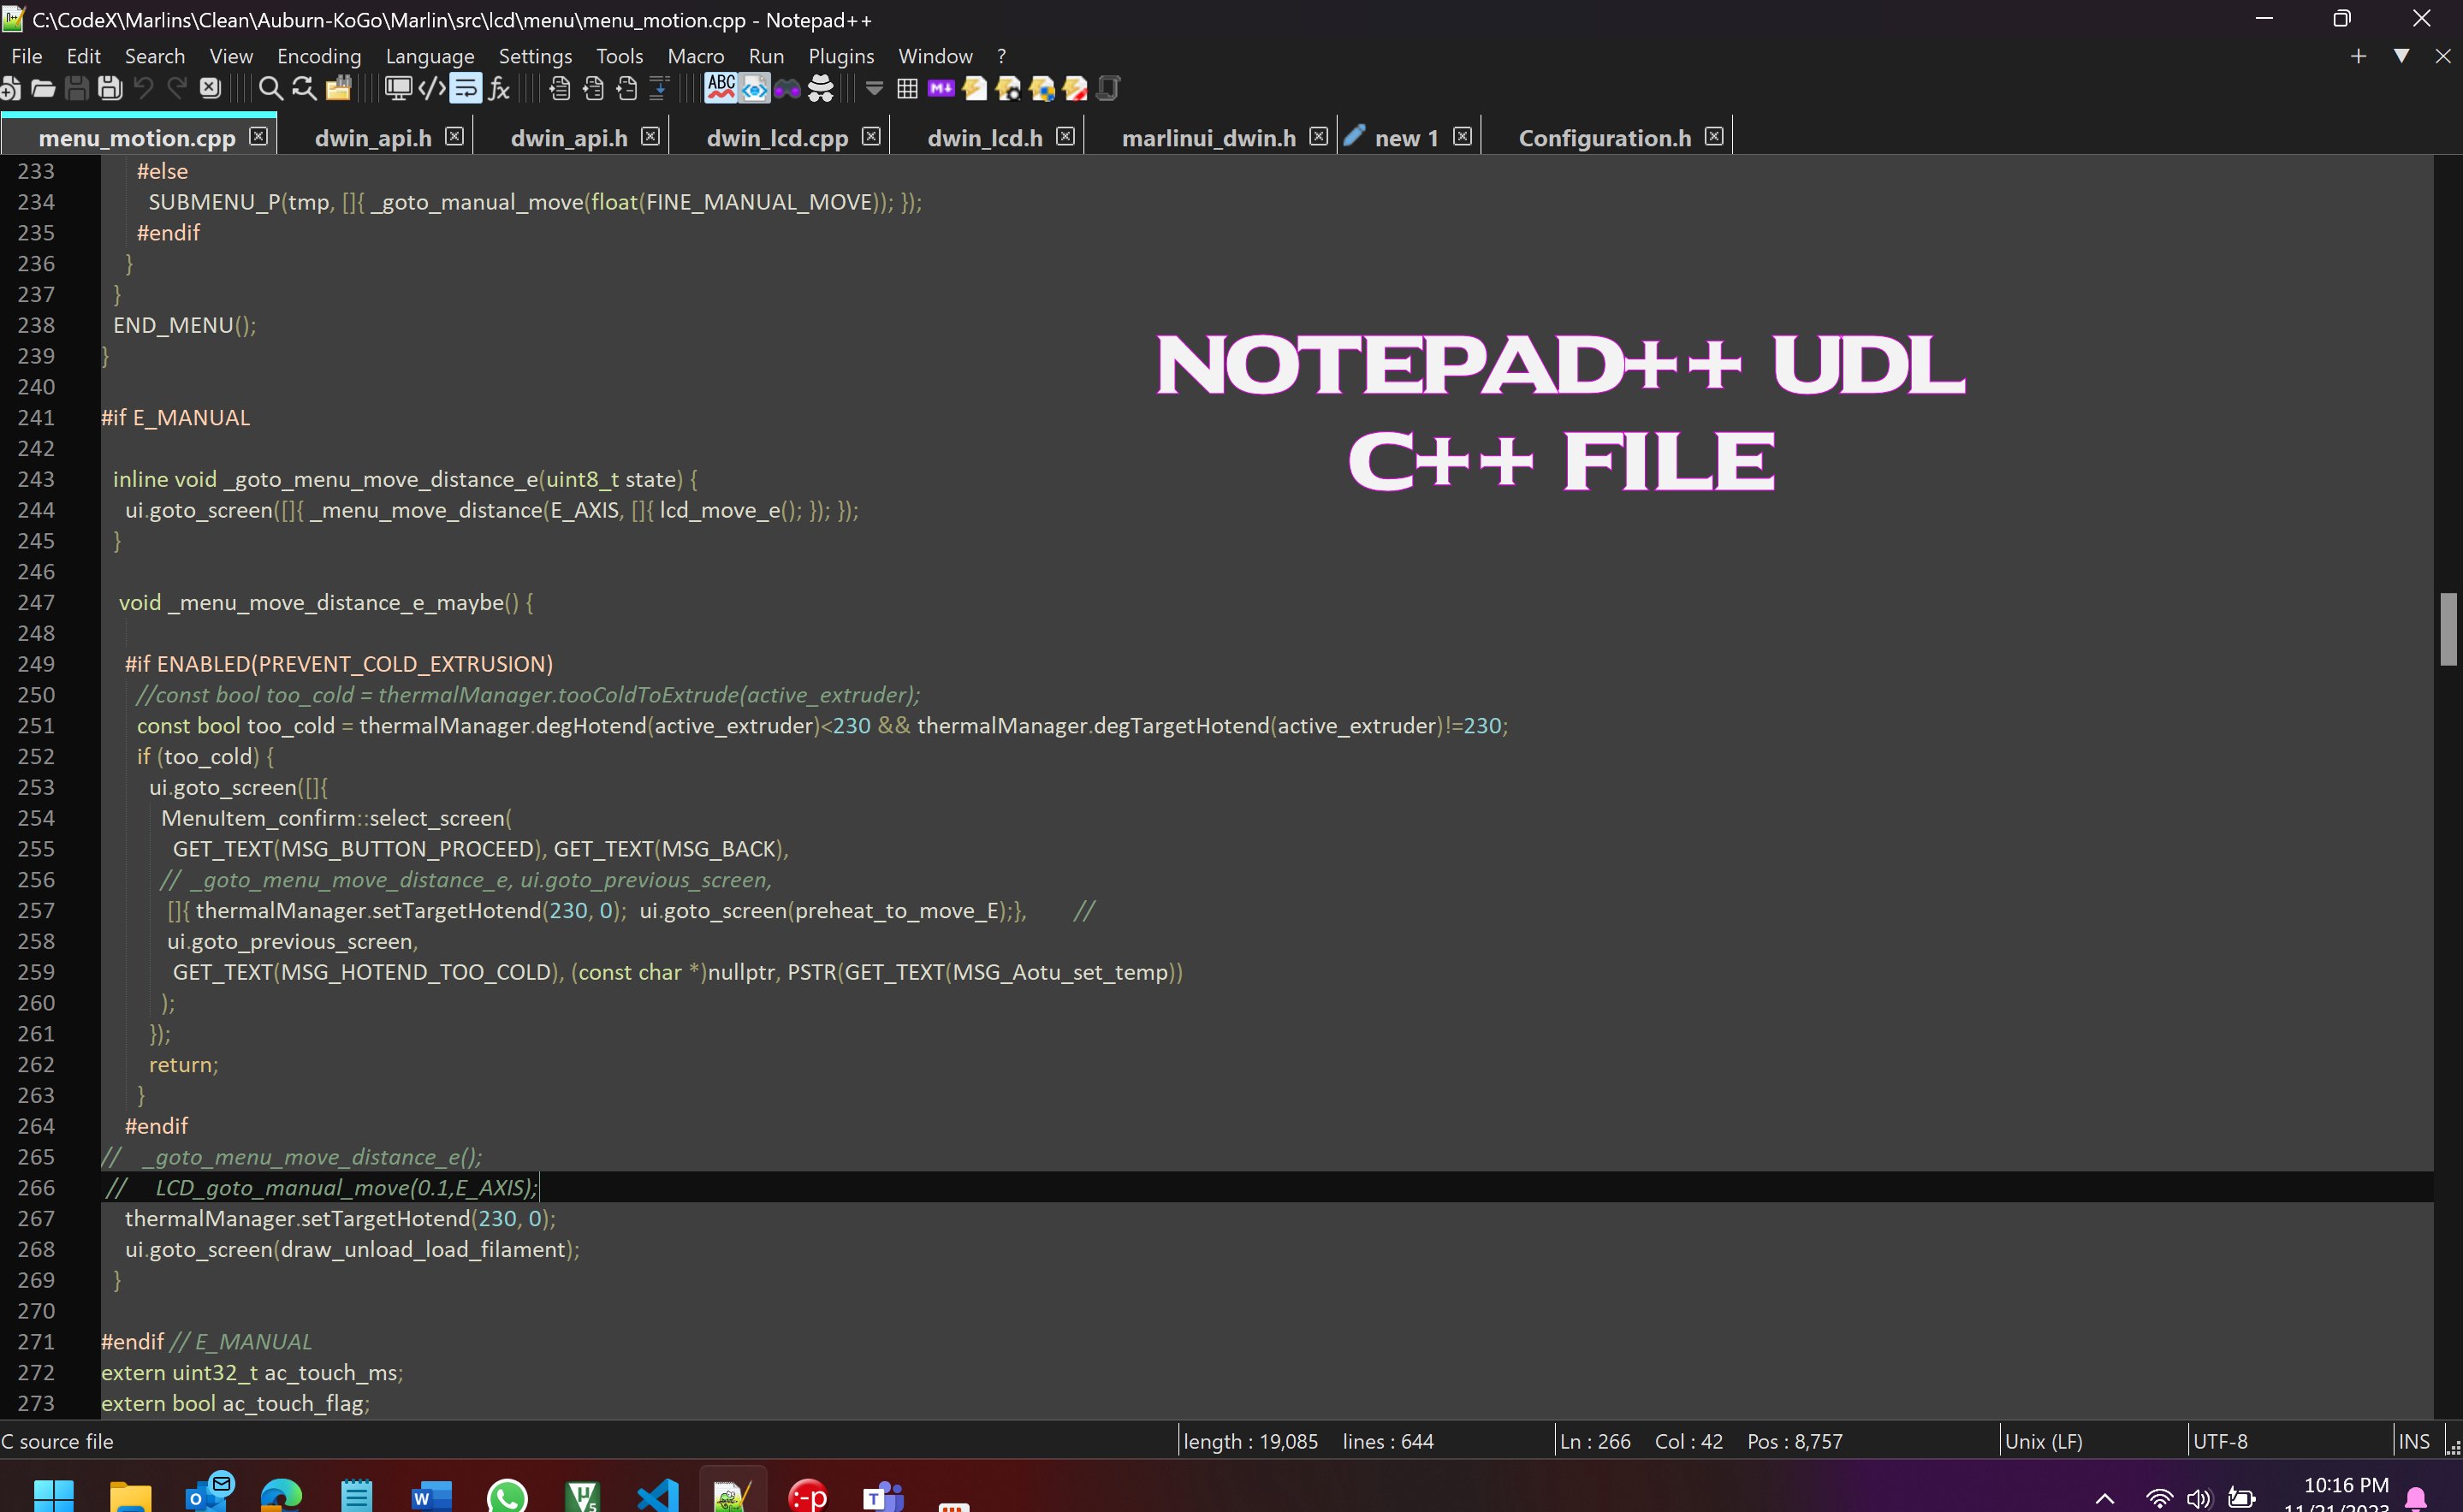 C:\CodeX\Marlins\Clean\Auburn-KoGo\Marlin\src\lcd\menu\menu_motion.cpp - Notepad++
File Edit Search View Encoding Language Settings Tools Macro Run Plugins Window ?
menu_motion.cpp dwin_api.h dwin_api.h dwin_lcd.cpp dwin_lcd.h marlinui_dwin.h new 1 Configuration.h
233 #else
234 SUBMENU_P(tmp, []{ _goto_manual_move(float(FINE_MANUAL_MOVE)); });
235 #endif
236 }
237 }
238 END_MENU();
239 }
240
241 #if E_MANUAL
242
243 inline void _goto_menu_move_distance_e(uint8_t state) {
244 ui.goto_screen([]{ _menu_move_distance(E_AXIS, []{ lcd_move_e(); }); });
245 }
246
247 void _menu_move_distance_e_maybe() {
248
249 #if ENABLED(PREVENT_COLD_EXTRUSION)
250 //const bool too_cold = thermalManager.tooColdToExtrude(active_extruder);
251 const bool too_cold = thermalManager.degHotend(active_extruder)<230 && thermalManager.degTargetHotend(active_extruder)!=230;
252 if (too_cold) {
253 ui.goto_screen([]{
254 MenuItem_confirm::select_screen(
255 GET_TEXT(MSG_BUTTON_PROCEED), GET_TEXT(MSG_BACK),
256 // _goto_menu_move_distance_e, ui.goto_previous_screen,
257 []{ thermalManager.setTargetHotend(230, 0); ui.goto_screen(preheat_to_move_E);}, //
258 ui.goto_previous_screen,
259 GET_TEXT(MSG_HOTEND_TOO_COLD), (const char *)nullptr, PSTR(GET_TEXT(MSG_Aotu_set_temp))
260 );
261 });
262 return;
263 }
264 #endif
265 // _goto_menu_move_distance_e();
266 // LCD_goto_manual_move(0.1,E_AXIS);
267 thermalManager.setTargetHotend(230, 0);
268 ui.goto_screen(draw_unload_load_filament);
269 }
270
271 #endif // E_MANUAL
272 extern uint32_t ac_touch_ms;
273 extern bool ac_touch_flag;
NOTEPAD++ UDL
C++ FILE
C source file length : 19,085 lines : 644 Ln : 266 Col : 42 Pos : 8,757 Unix (LF) UTF-8 INS
10:16 PM